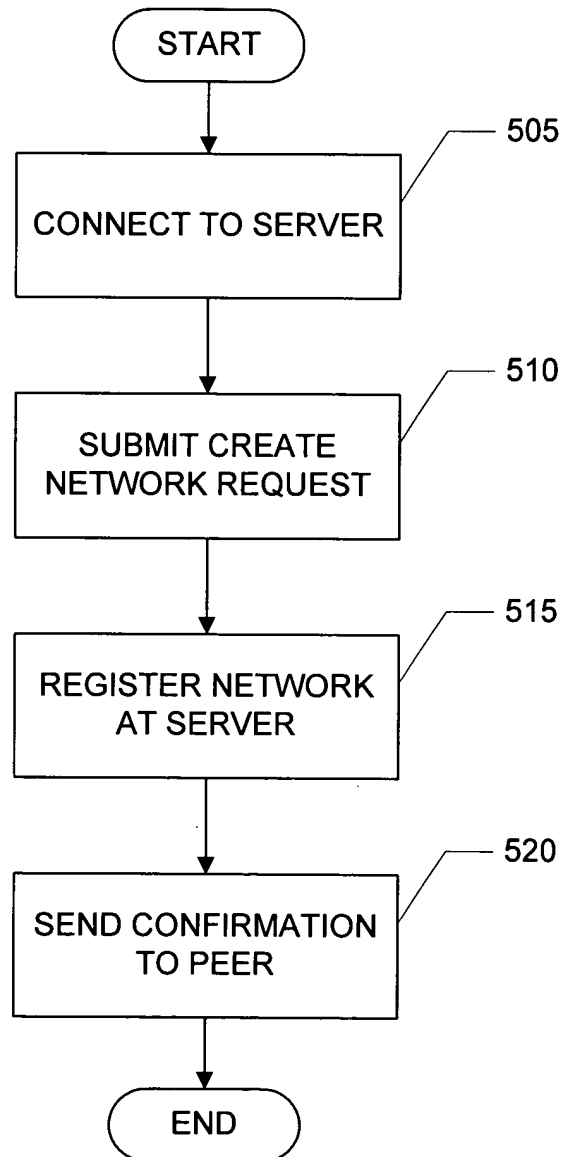 START
505
CONNECT TO SERVER
510
SUBMIT CREATE
NETWORK REQUEST
515
REGISTER NETWORK
AT SERVER
520
SEND CONFIRMATION
TO PEER
END